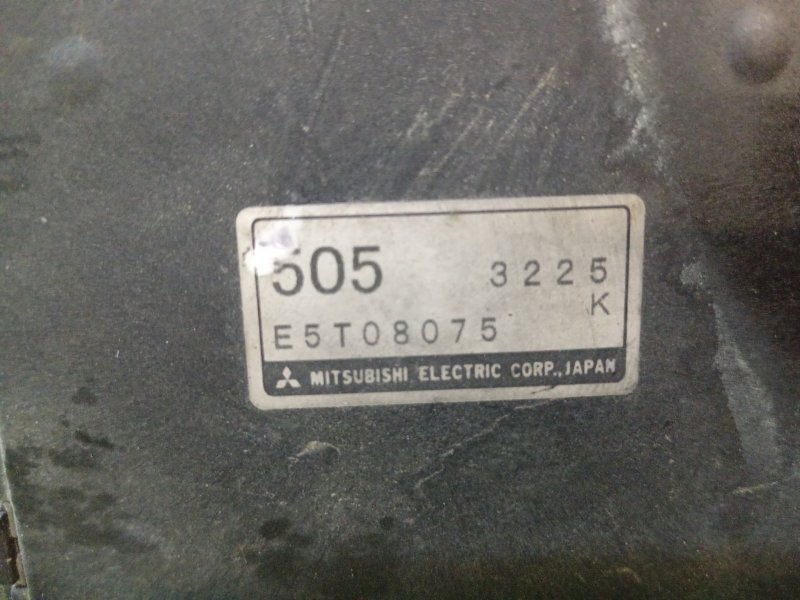 505 3225
K
E5T08075
MITSUBISHI ELECTRIC CORP., JAPAN